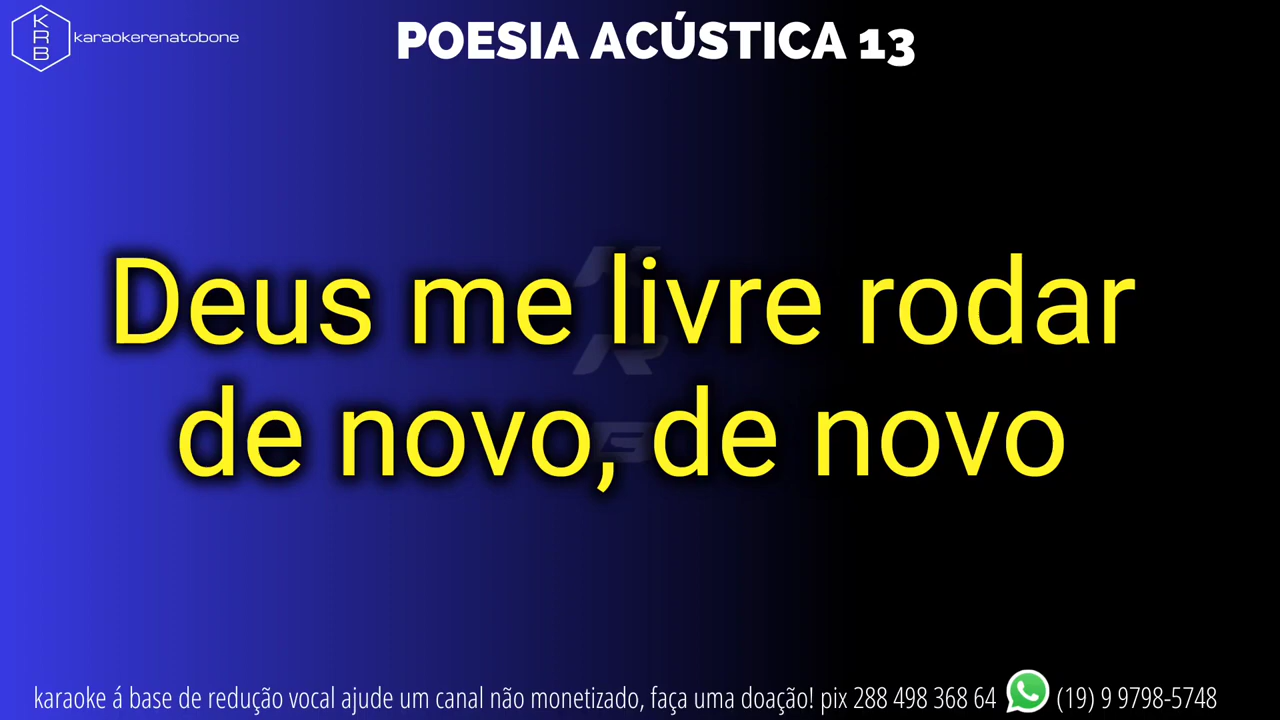 KRB
karaokerenatobone
POESIA ACÚSTICA 13
Deus me livre rodar
de novo, de novo
K
R
B
karaoke á base de redução vocal ajude um canal não monetizado, faça uma doação! pix 288 498 368 64 (19) 9 9798-5748